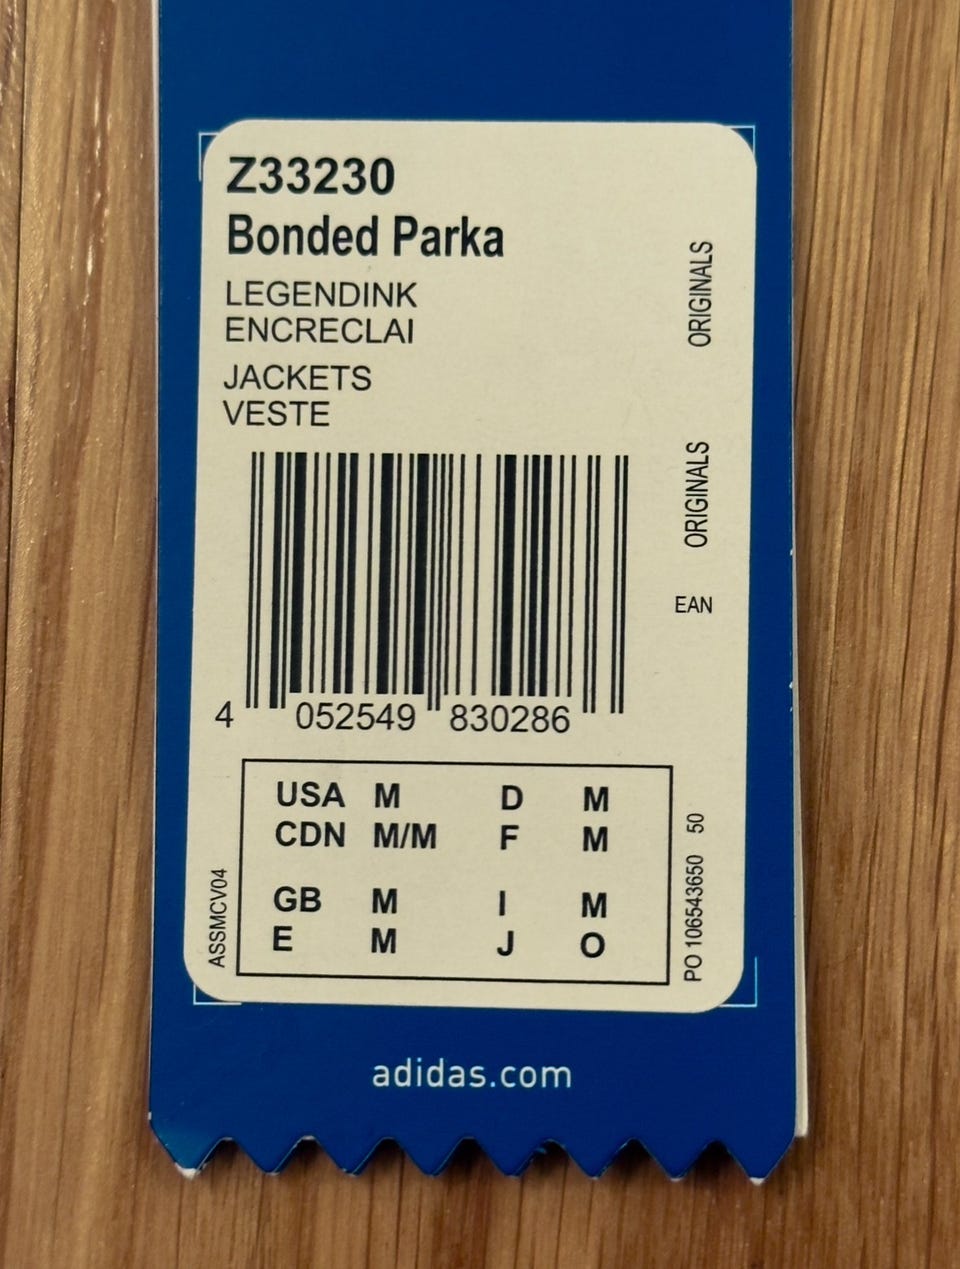 Z33230
Bonded Parka
LEGENDINK
ENCRECLAI
JACKETS
VESTE
ORIGINALS
ORIGINALS
EAN
4 052549 830286
USA M D M
CDN M/M F M
GB M I M
E M J O
ASSMCV04
PO 106543650 50
adidas.com